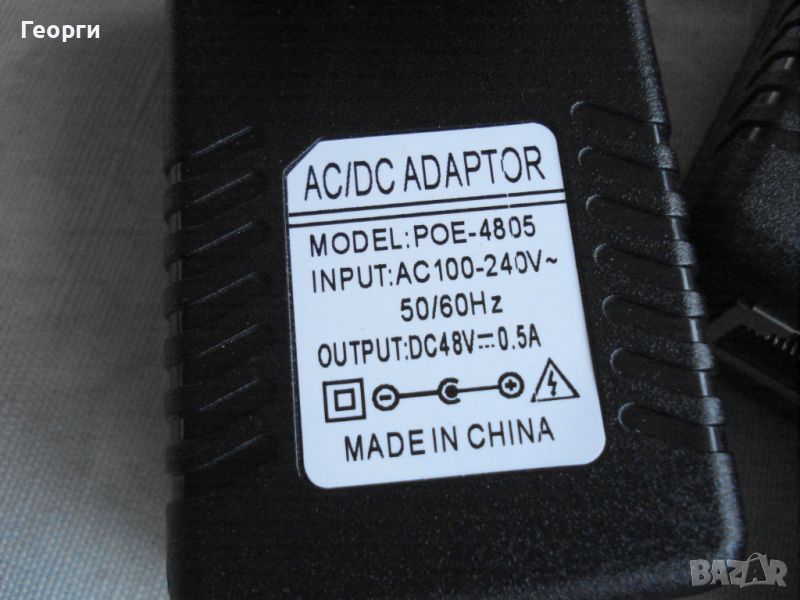 Георги
AC/DC ADAPTOR
MODEL:POE-4805
INPUT:AC100-240V~
50/60Hz
OUTPUT:DC48V⎓0.5A
MADE IN CHINA
BAZAR